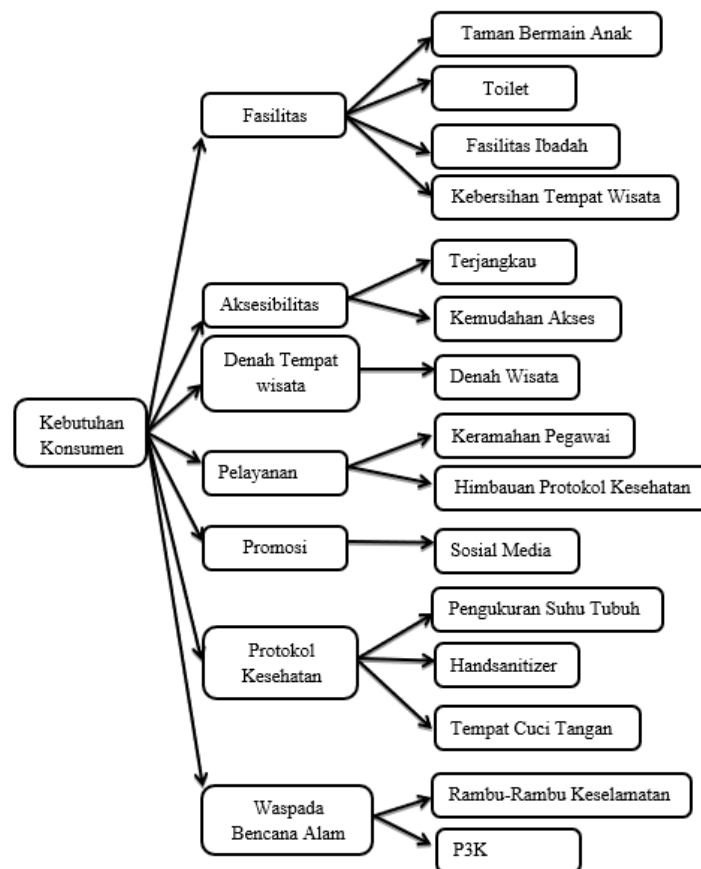 Taman Bermain Anak
Toilet
Fasilitas
Fasilitas Ibadah
Kebersihan Tempat Wisata
Terjangkau
Aksesibilitas
Kemudahan Akses
Denah Tempat
wisata
Denah Wisata
Kebutuhan
Konsumen
Keramahan Pegawai
Pelayanan
Himbauan Protokol Kesehatan
Promosi
Sosial Media
Pengukuran Suhu Tubuh
Protokol
Kesehatan
Handsanitizer
Tempat Cuci Tangan
Waspada
Bencana Alam
Rambu-Rambu Keselamatan
P3K